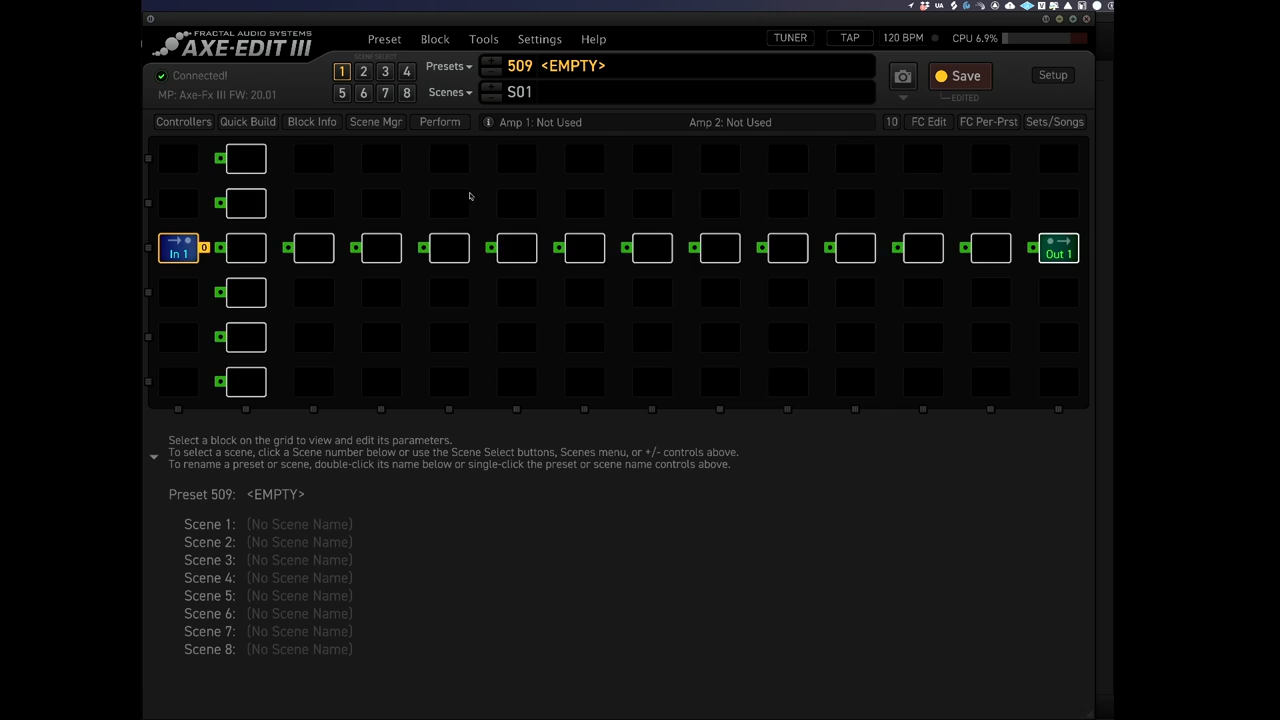 UA
FRACTAL AUDIO SYSTEMS
AXE-EDIT III
Preset Block Tools Settings Help
TUNER TAP 120 BPM CPU 6.9%
Connected!
MP: Axe-Fx III FW: 20.01
SCENE SELECT
1 2 3 4
5 6 7 8
Presets
509 <EMPTY>
Scenes
S01
Save
EDITED
Setup
Controllers Quick Build Block Info Scene Mgr Perform
Amp 1: Not Used Amp 2: Not Used
10 FC Edit FC Per-Prst Sets/Songs
In 1 0 Out 1
Select a block on the grid to view and edit its parameters.
To select a scene, click a Scene number below or use the Scene Select buttons, Scenes menu, or +/- controls above.
To rename a preset or scene, double-click its name below or single-click the preset or scene name controls above.
Preset 509: <EMPTY>
Scene 1: (No Scene Name)
Scene 2: (No Scene Name)
Scene 3: (No Scene Name)
Scene 4: (No Scene Name)
Scene 5: (No Scene Name)
Scene 6: (No Scene Name)
Scene 7: (No Scene Name)
Scene 8: (No Scene Name)